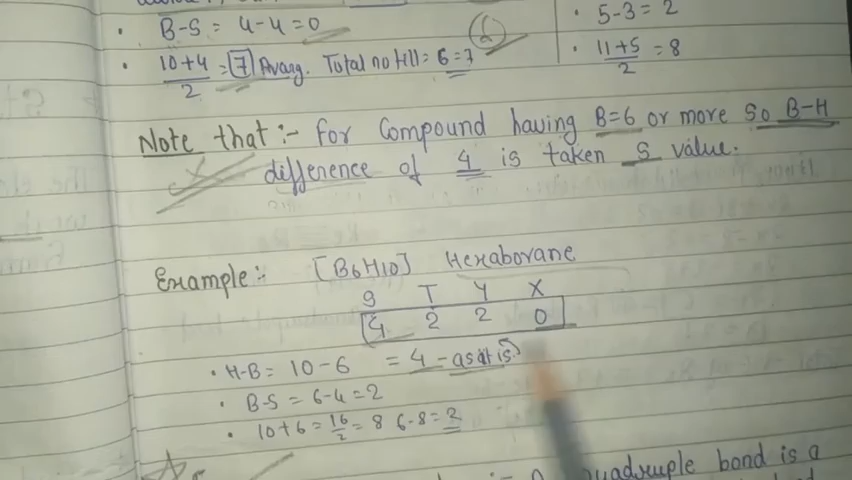 B-S = 4-4=0
5-3=2
10+4/2 = 7 Avarg. Total no H11= 6=7
11+5/2 = 8
Note that:- For Compound having B=6 or more So B-H
difference of 4 is taken S value.
Example:- [B6H10] Hexaborane
S T Y X
4 2 2 0
• H-B= 10-6 = 4 - as it is
• B-S = 6-4=2
• 10+6 = 16/2 = 8 6-8=2
quadruple bond is a